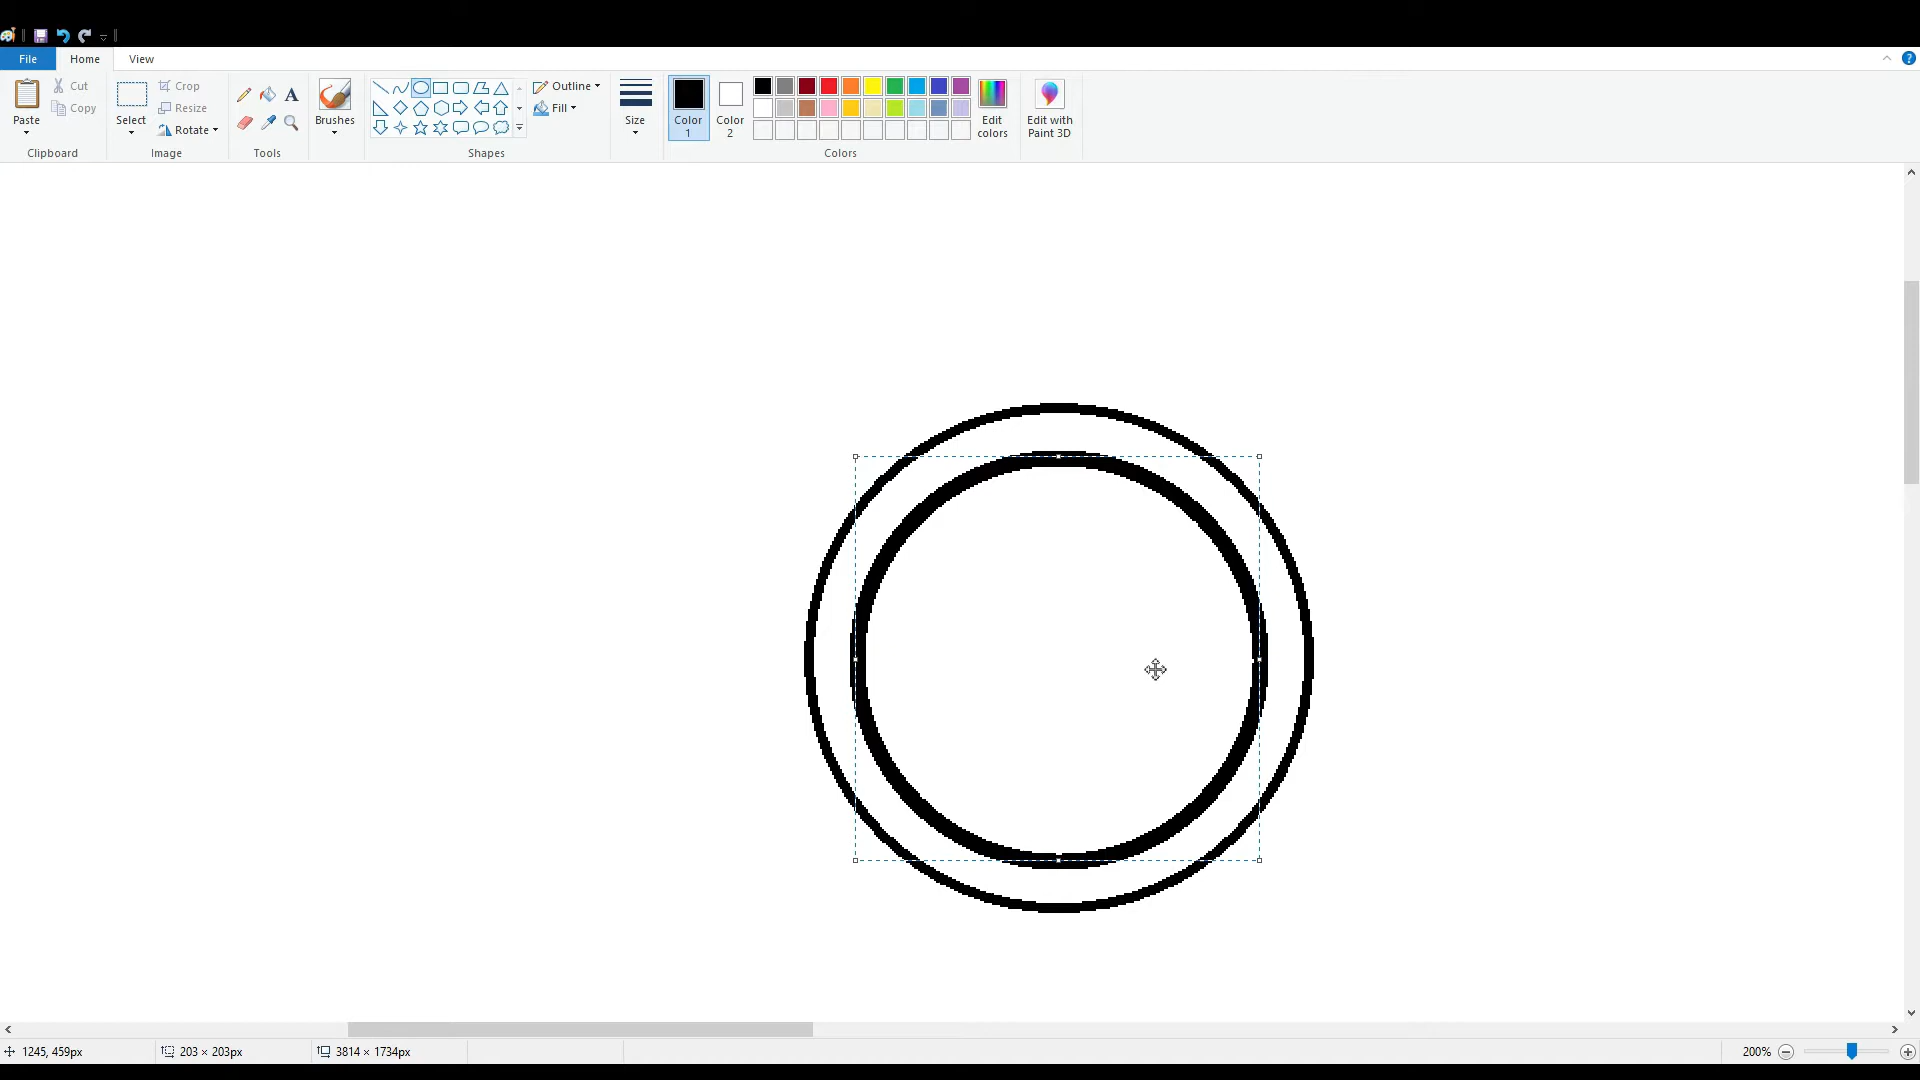 File Home View
Paste
Cut
Copy
Clipboard
Select
Crop
Resize
Rotate
Image
A
Tools
Brushes
Outline
Fill
Shapes
Size
Color
1
Color
2
Edit
colors
Colors
Edit with
Paint 3D
?
1245, 459px 203 × 203px 3814 × 1734px 200%